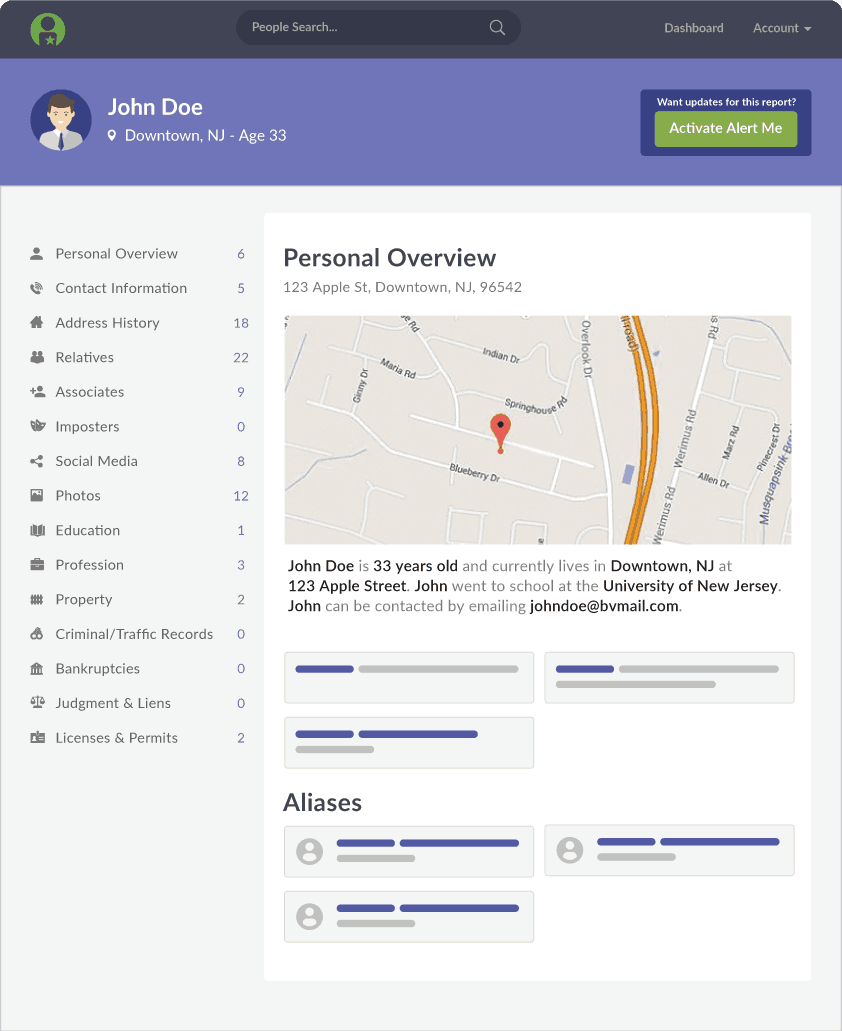 People Search...
Dashboard
Account
John Doe
Downtown, NJ - Age 33
Want updates for this report?
Activate Alert Me
Personal Overview 6
Contact Information 5
Address History 18
Relatives 22
Associates 9
Imposters 0
Social Media 8
Photos 12
Education 1
Profession 3
Property 2
Criminal/Traffic Records 0
Bankruptcies 0
Judgment & Liens 0
Licenses & Permits 2
Personal Overview
123 Apple St, Downtown, NJ, 96542
Rd
Indian Dr
Overlook Dr
Railroad)
s Rd
Maria Rd
Ginny Dr
Springhouse Rd
Blueberry Dr
Werimus Rd
Marz Rd
Pinecrest Dr
Allen Dr
Musquapsink Bro
Werimus Rd
John Doe is 33 years old and currently lives in Downtown, NJ at
123 Apple Street. John went to school at the University of New Jersey.
John can be contacted by emailing johndoe@bvmail.com.
Aliases